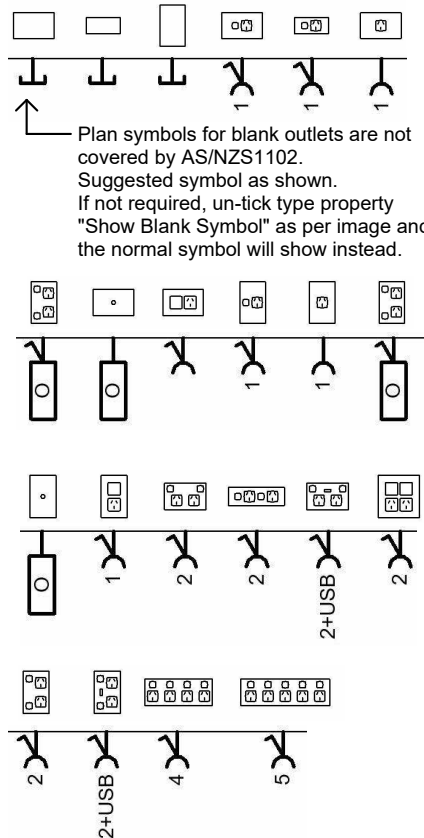 1 1 1
Plan symbols for blank outlets are not
covered by AS/NZS1102.
Suggested symbol as shown.
If not required, un-tick type property
"Show Blank Symbol" as per image and
the normal symbol will show instead.
1 1
1 2 2 2+USB 2
2 2+USB 4 5